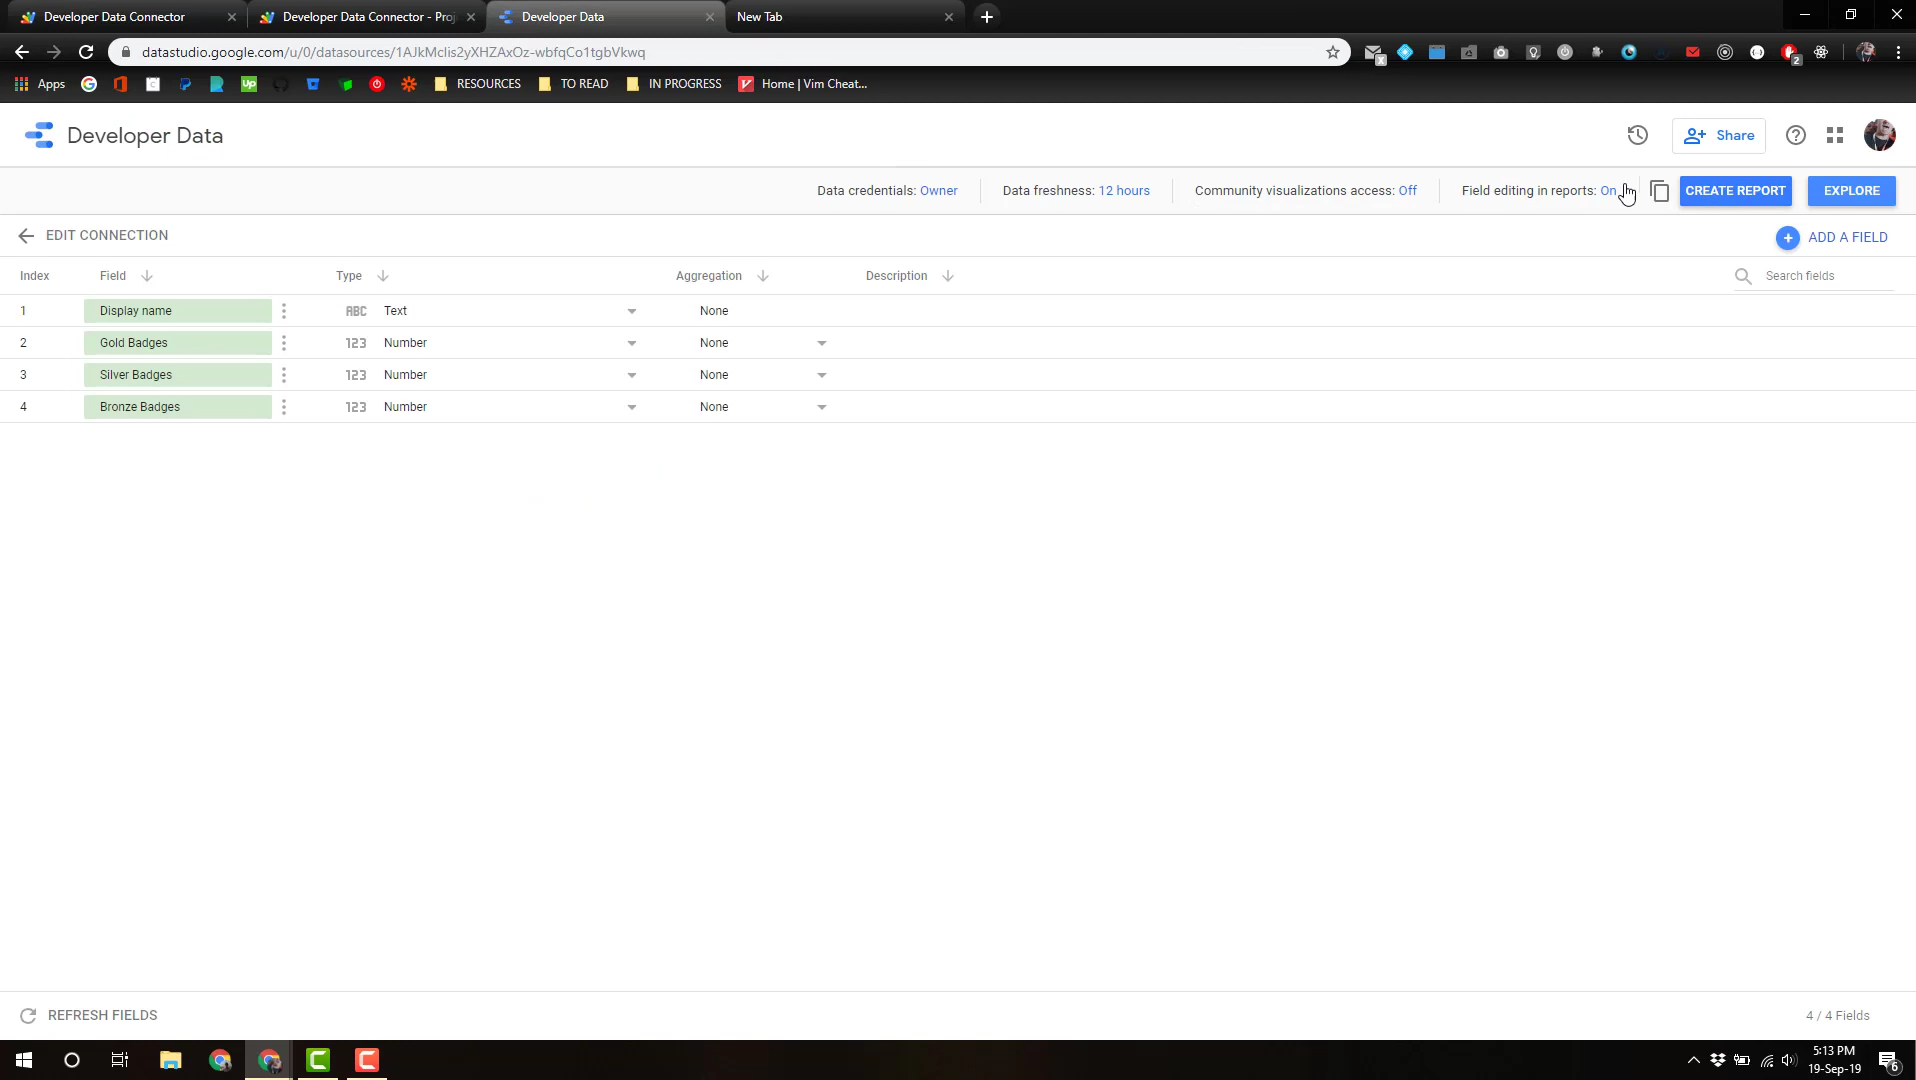 Developer Data Connector
Developer Data Connector - Proj
Developer Data
New Tab
datastudio.google.com/u/0/datasources/1AJkMclis2yXHZAxOz-wbfqCo1tgbVkwq
Apps
Up
RESOURCES
TO READ
IN PROGRESS
Home | Vim Cheat...
Developer Data
Share
Data credentials: Owner
Data freshness: 12 hours
Community visualizations access: Off
Field editing in reports: On
CREATE REPORT
EXPLORE
EDIT CONNECTION
ADD A FIELD
Index Field Type Aggregation Description Search fields
1 Display name ABC Text None
2 Gold Badges 123 Number None
3 Silver Badges 123 Number None
4 Bronze Badges 123 Number None
REFRESH FIELDS
4 / 4 Fields
5:13 PM
19-Sep-19
6